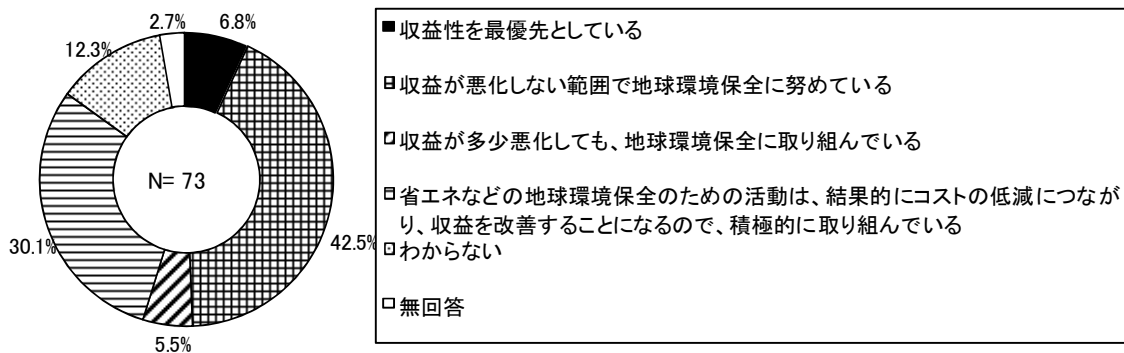 2.7%
6.8%
12.3%
N= 73
30.1%
42.5%
5.5%
収益性を最優先としている
収益が悪化しない範囲で地球環境保全に努めている
収益が多少悪化しても、地球環境保全に取り組んでいる
省エネなどの地球環境保全のための活動は、結果的にコストの低減につなが
り、収益を改善することになるので、積極的に取り組んでいる
わからない
無回答